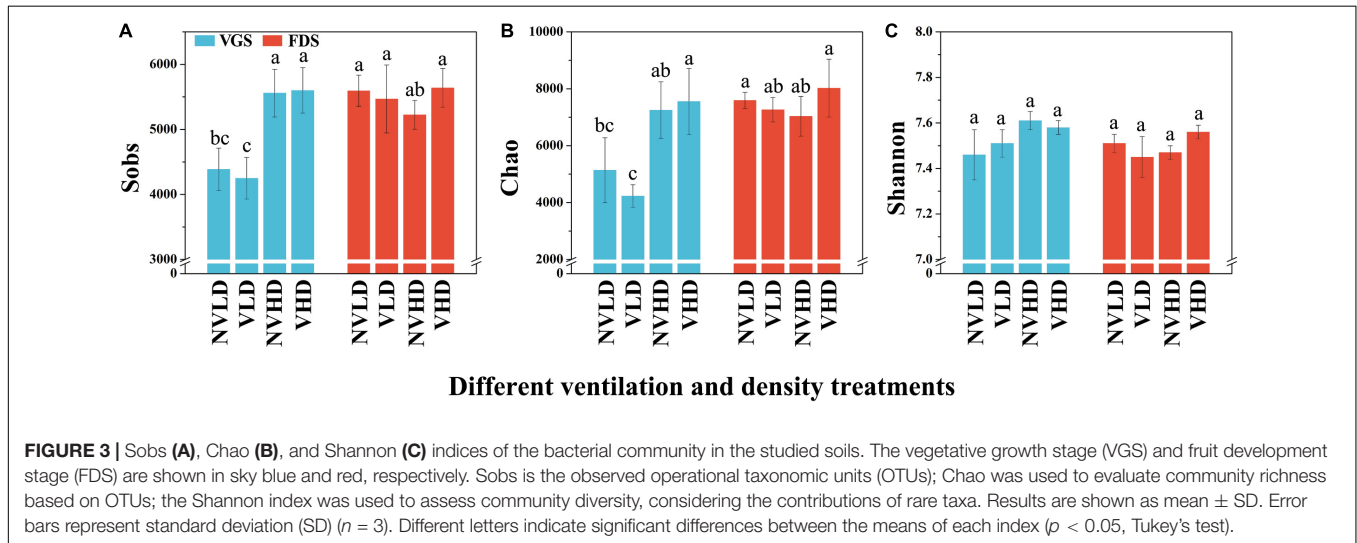 A
VGS FDS
Sobs
6000
5000
4000
3000
0
bc
c
a
a
a
a
ab
a
NVLD
VLD
NVHD
VHD
NVLD
VLD
NVHD
VHD
B
Chao
10000
8000
6000
4000
2000
0
bc
c
ab
a
a
ab
ab
a
NVLD
VLD
NVHD
VHD
NVLD
VLD
NVHD
VHD
C
Shannon
8.0
7.8
7.6
7.4
7.2
7.0
0
a
a
a
a
a
a
a
a
NVLD
VLD
NVHD
VHD
NVLD
VLD
NVHD
VHD
Different ventilation and density treatments
FIGURE 3 | Sobs (A), Chao (B), and Shannon (C) indices of the bacterial community in the studied soils. The vegetative growth stage (VGS) and fruit development
stage (FDS) are shown in sky blue and red, respectively. Sobs is the observed operational taxonomic units (OTUs); Chao was used to evaluate community richness
based on OTUs; the Shannon index was used to assess community diversity, considering the contributions of rare taxa. Results are shown as mean ± SD. Error
bars represent standard deviation (SD) (n = 3). Different letters indicate significant differences between the means of each index (p < 0.05, Tukey's test).